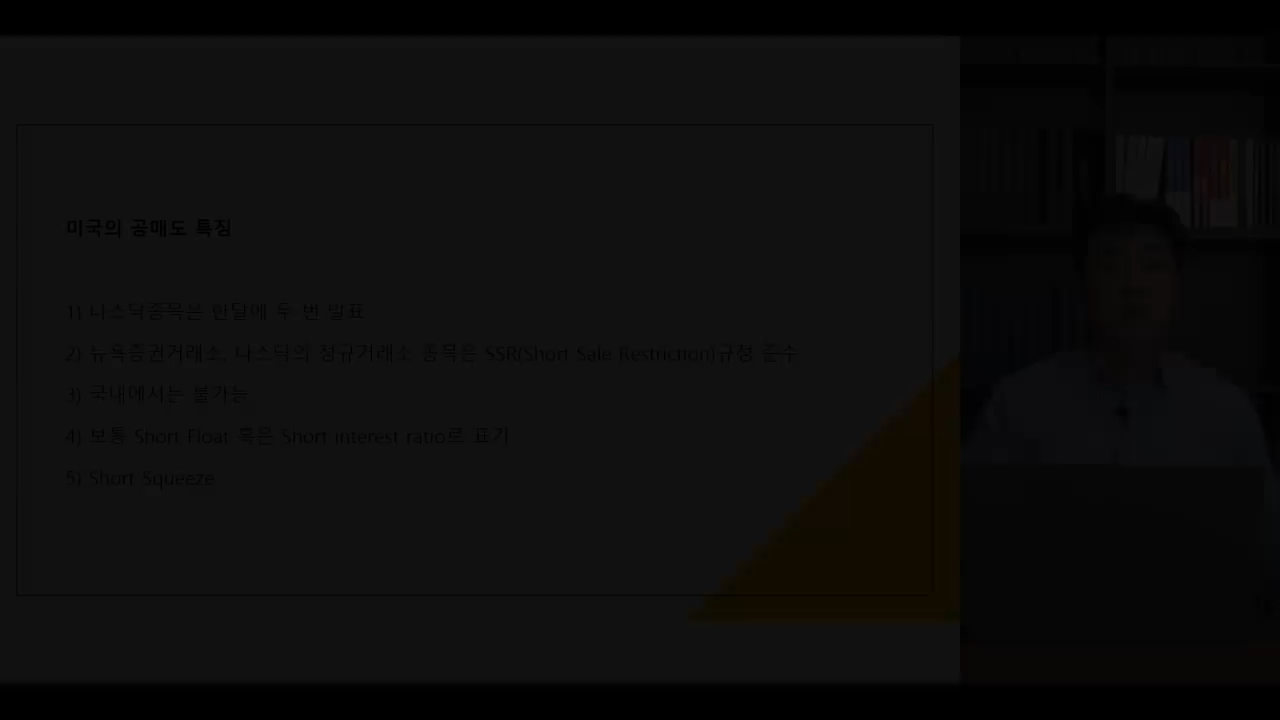 미국의 공매도 특징
1) 나스닥종목은 한달에 두 번 발표
2) 뉴욕증권거래소, 나스닥의 정규거래소 종목은 SSR(Short Sale Restriction)규정 준수
3) 국내에서는 불가능
4) 보통 Short Float 혹은 Short interest ratio로 표기
5) Short Squeeze